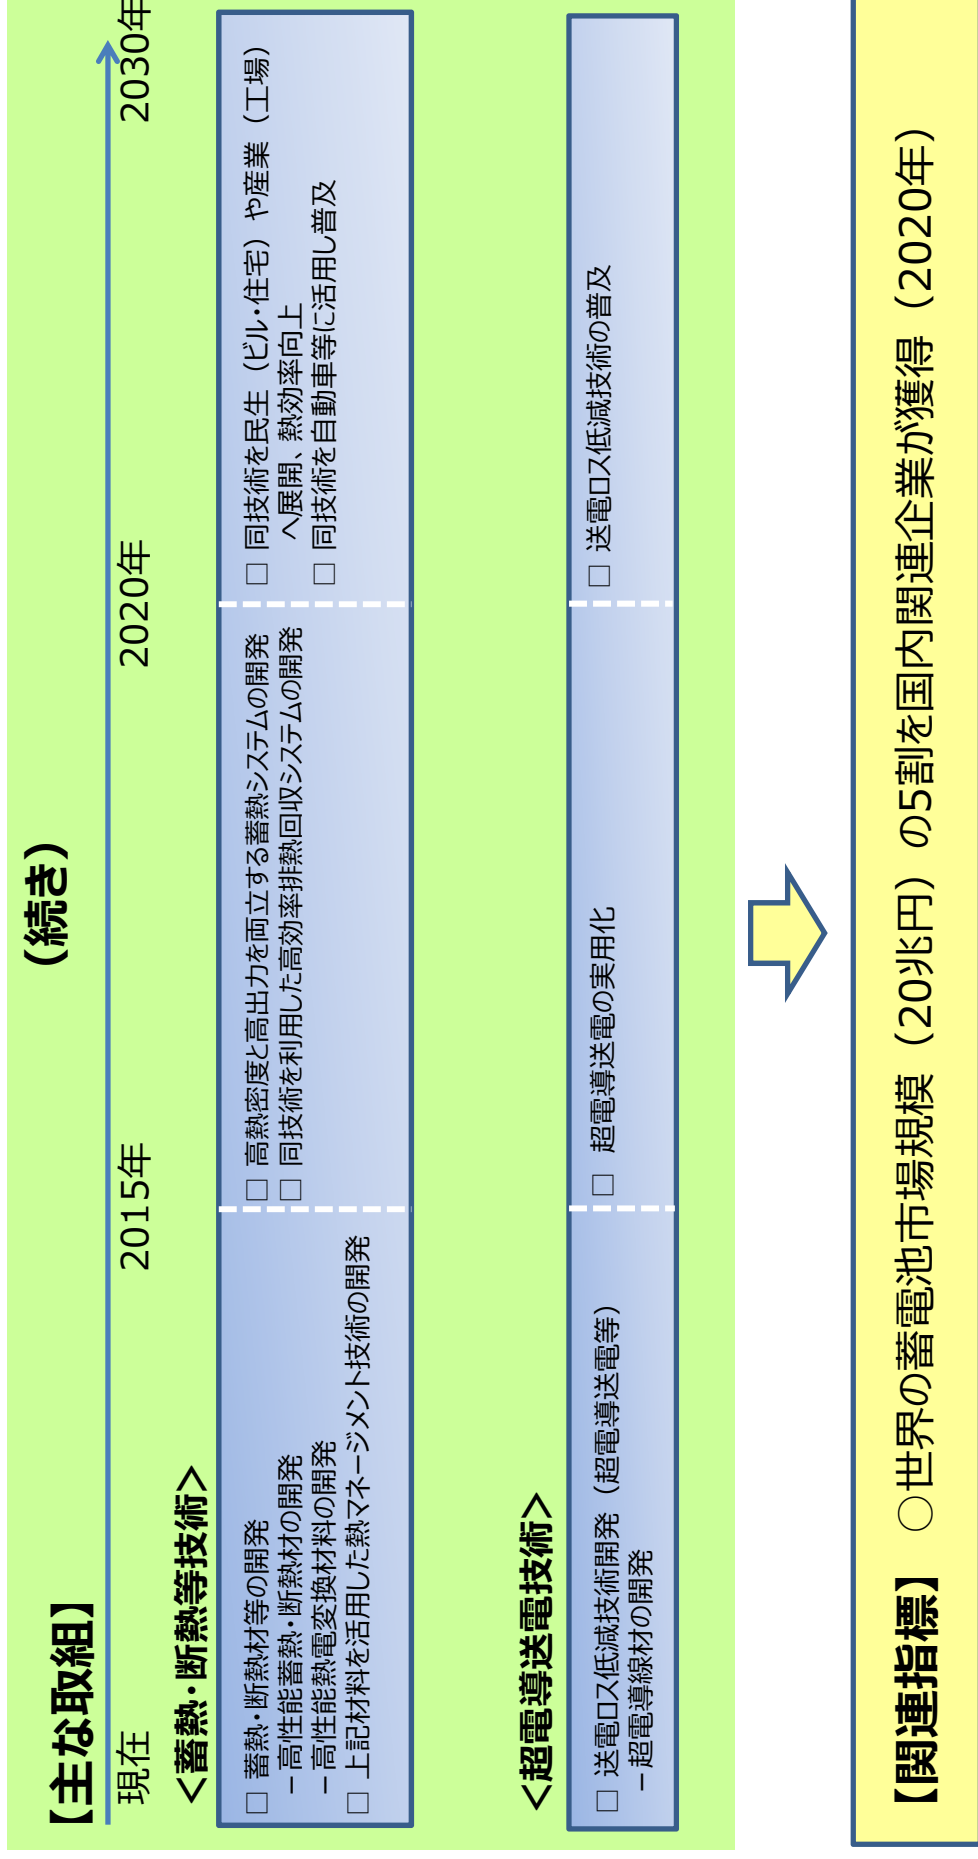 （続き）
【主な取組】
現在
2015年
2020年
2030年
＜蓄熱・断熱等技術＞
□ 蓄熱・断熱材等の開発
－高性能蓄熱・断熱材の開発
－高性能熱電変換材料の開発
□ 上記材料を活用した熱マネージメント技術の開発
□ 高熱密度と高出力を両立する蓄熱システムの開発
□ 同技術を利用した高効率排熱回収システムの開発
□ 同技術を民生（ビル・住宅）や産業（工場）
へ展開、熱効率向上
□ 同技術を自動車等に活用し普及
＜超電導送電技術＞
□ 送電ロス低減技術開発（超電導送電等）
－超電導線材の開発
□ 超電導送電の実用化
□ 送電ロス低減技術の普及
【関連指標】 ○世界の蓄電池市場規模（20兆円）の5割を国内関連企業が獲得（2020年）